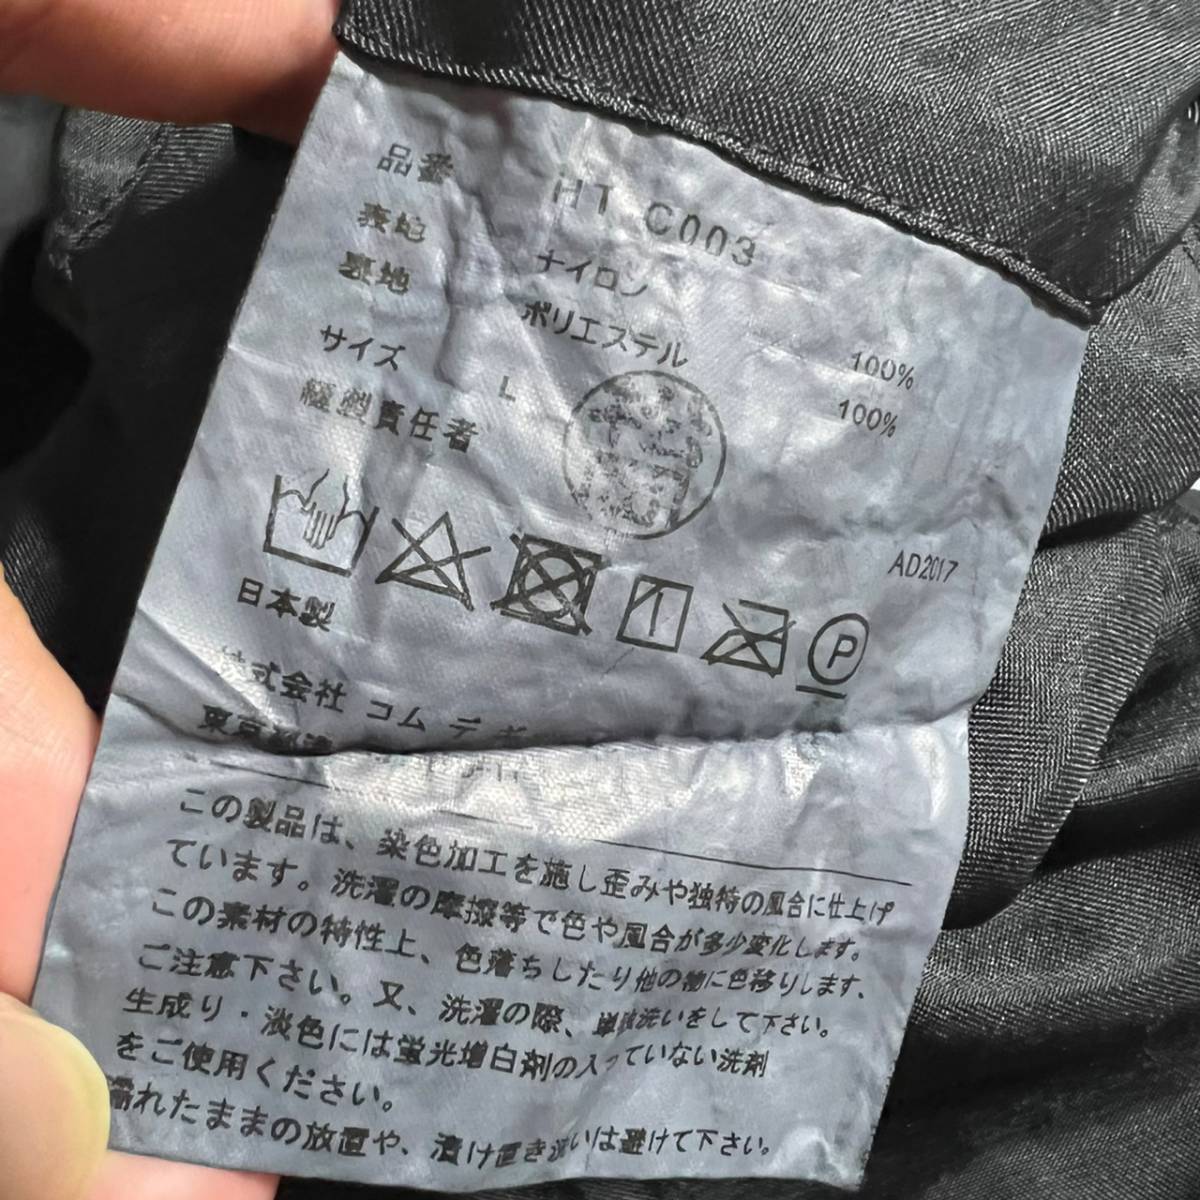 品番 HT C003
表地 ナイロン 100%
裏地 ポリエステル 100%
サイズ L
縫製責任者
AD2017
P
日本製
株式会社 コム デ ギ
東京都港
この製品は、染色加工を施し歪みや独特の風合に仕上げ
ています。洗濯の摩擦等で色や風合が多少変化します。
この素材の特性上、色落ちしたり他の物に色移りします。
ご注意下さい。又、洗濯の際、単独洗いをして下さい。
生成り・淡色には蛍光増白剤の入っていない洗剤
をご使用ください。
濡れたままの放置や、漬け置き洗いは避けて下さい。